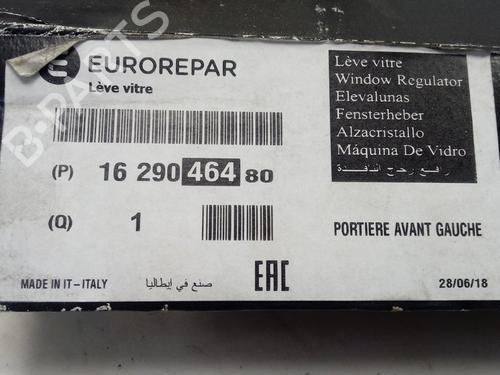 EUROREPAR
Lève vitre
(P) 16 290 464 80
(Q) 1
MADE IN IT-ITALY
صنع في إيطاليا
EAC
Lève vitre
Window Regulator
Elevalunas
Fensterheber
Alzacristallo
Máquina De Vidro
PORTIERE AVANT GAUCHE
28/06/18
B-PARTS